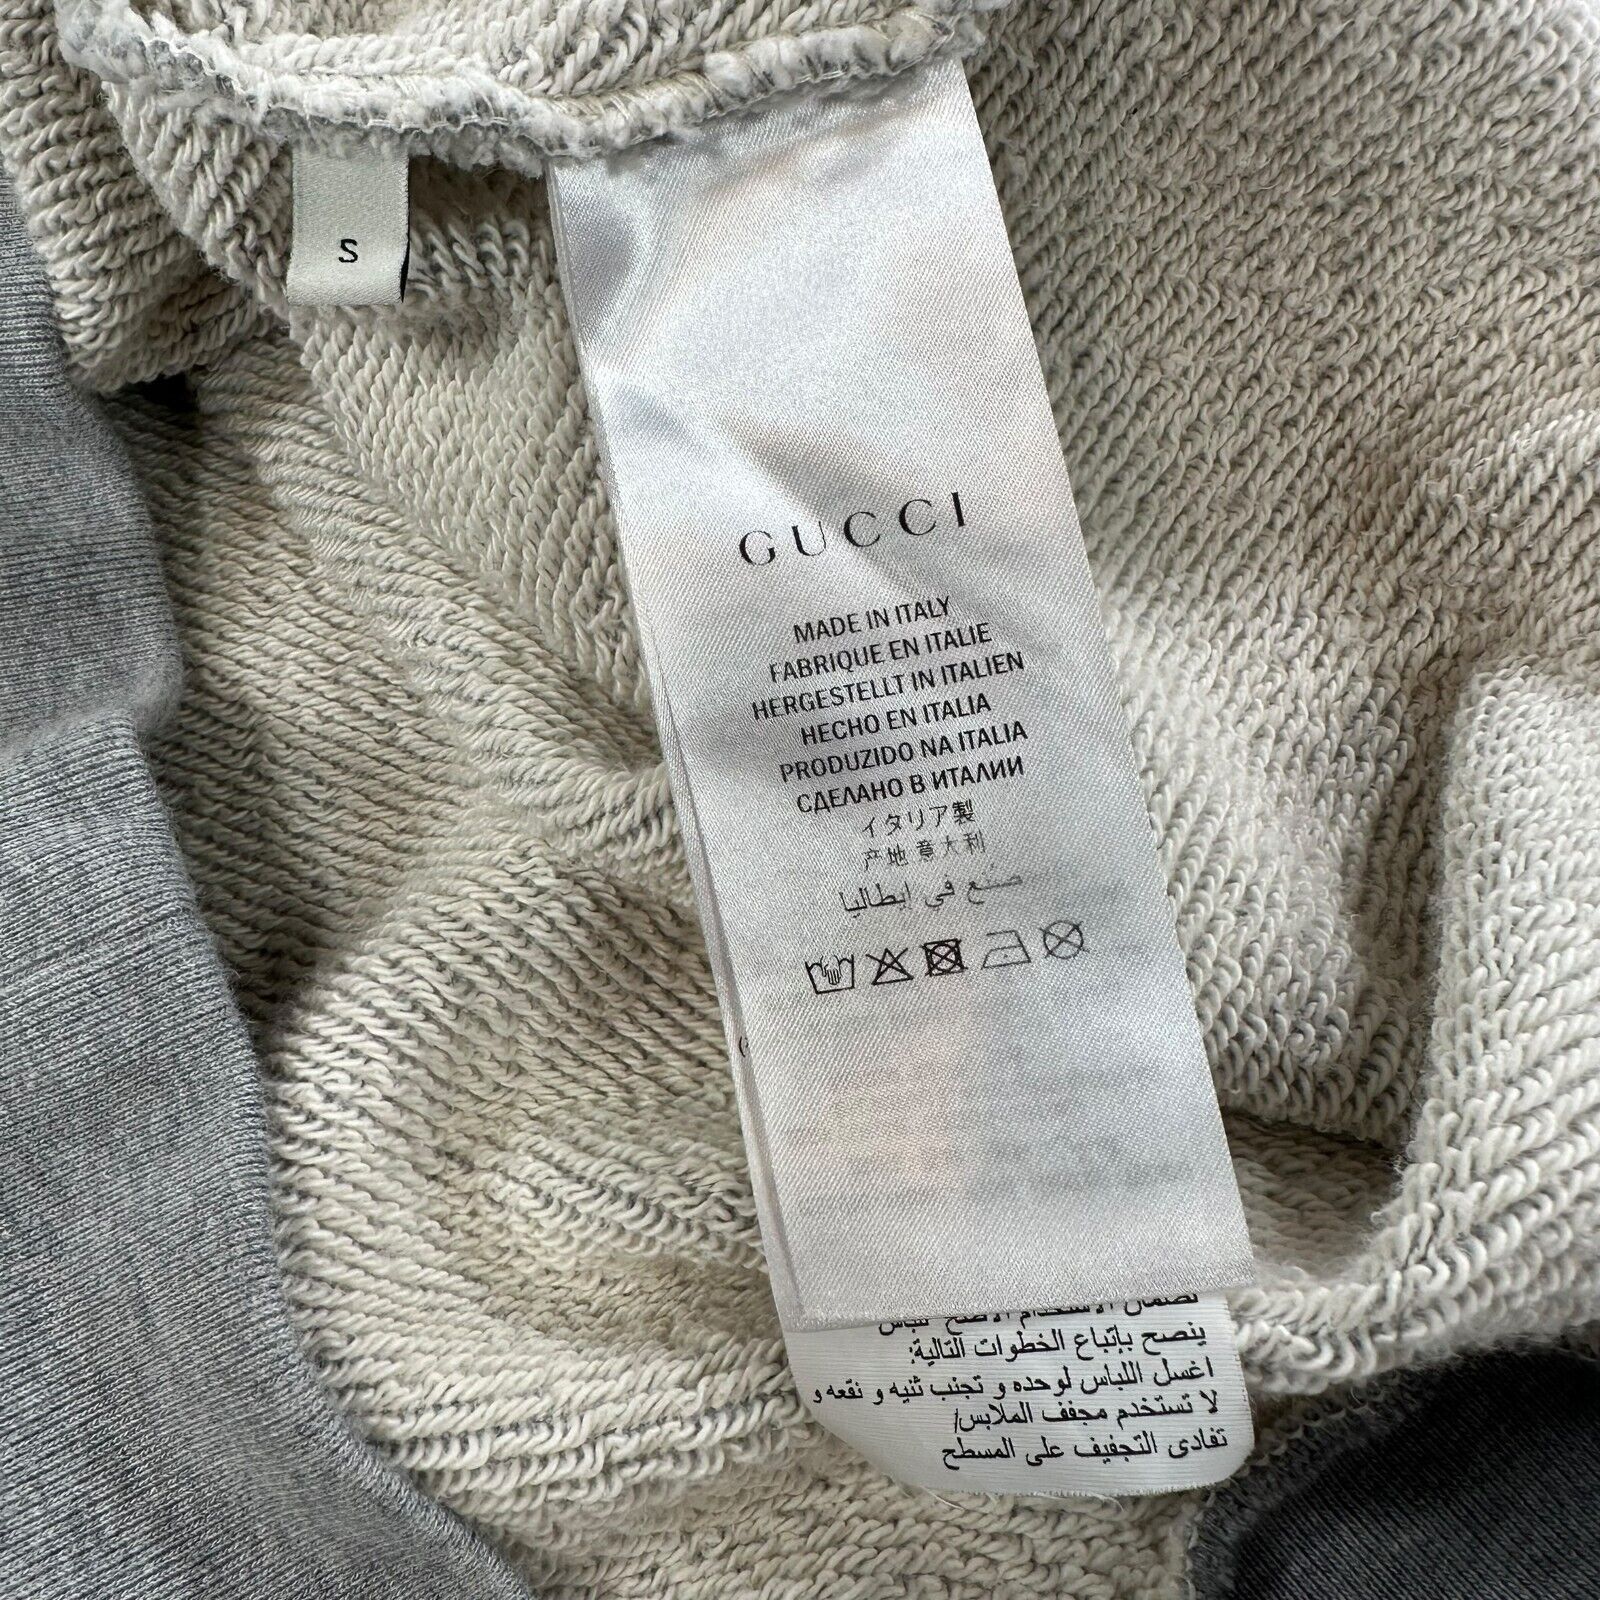 S
GUCCI
MADE IN ITALY
FABRIQUE EN ITALIE
HERGESTELLT IN ITALIEN
HECHO EN ITALIA
PRODUZIDO NA ITALIA
СДЕЛАНО В ИТАЛИИ
イタリア製
产地 意大利
صنع في إيطاليا
ينصح بإتباع الخطوات التالية:
اغسل اللباس لوحده و تجنب ثنيه و نقعه و
لا تستخدم مجفف الملابس/
تفادى التجفيف على المسطح